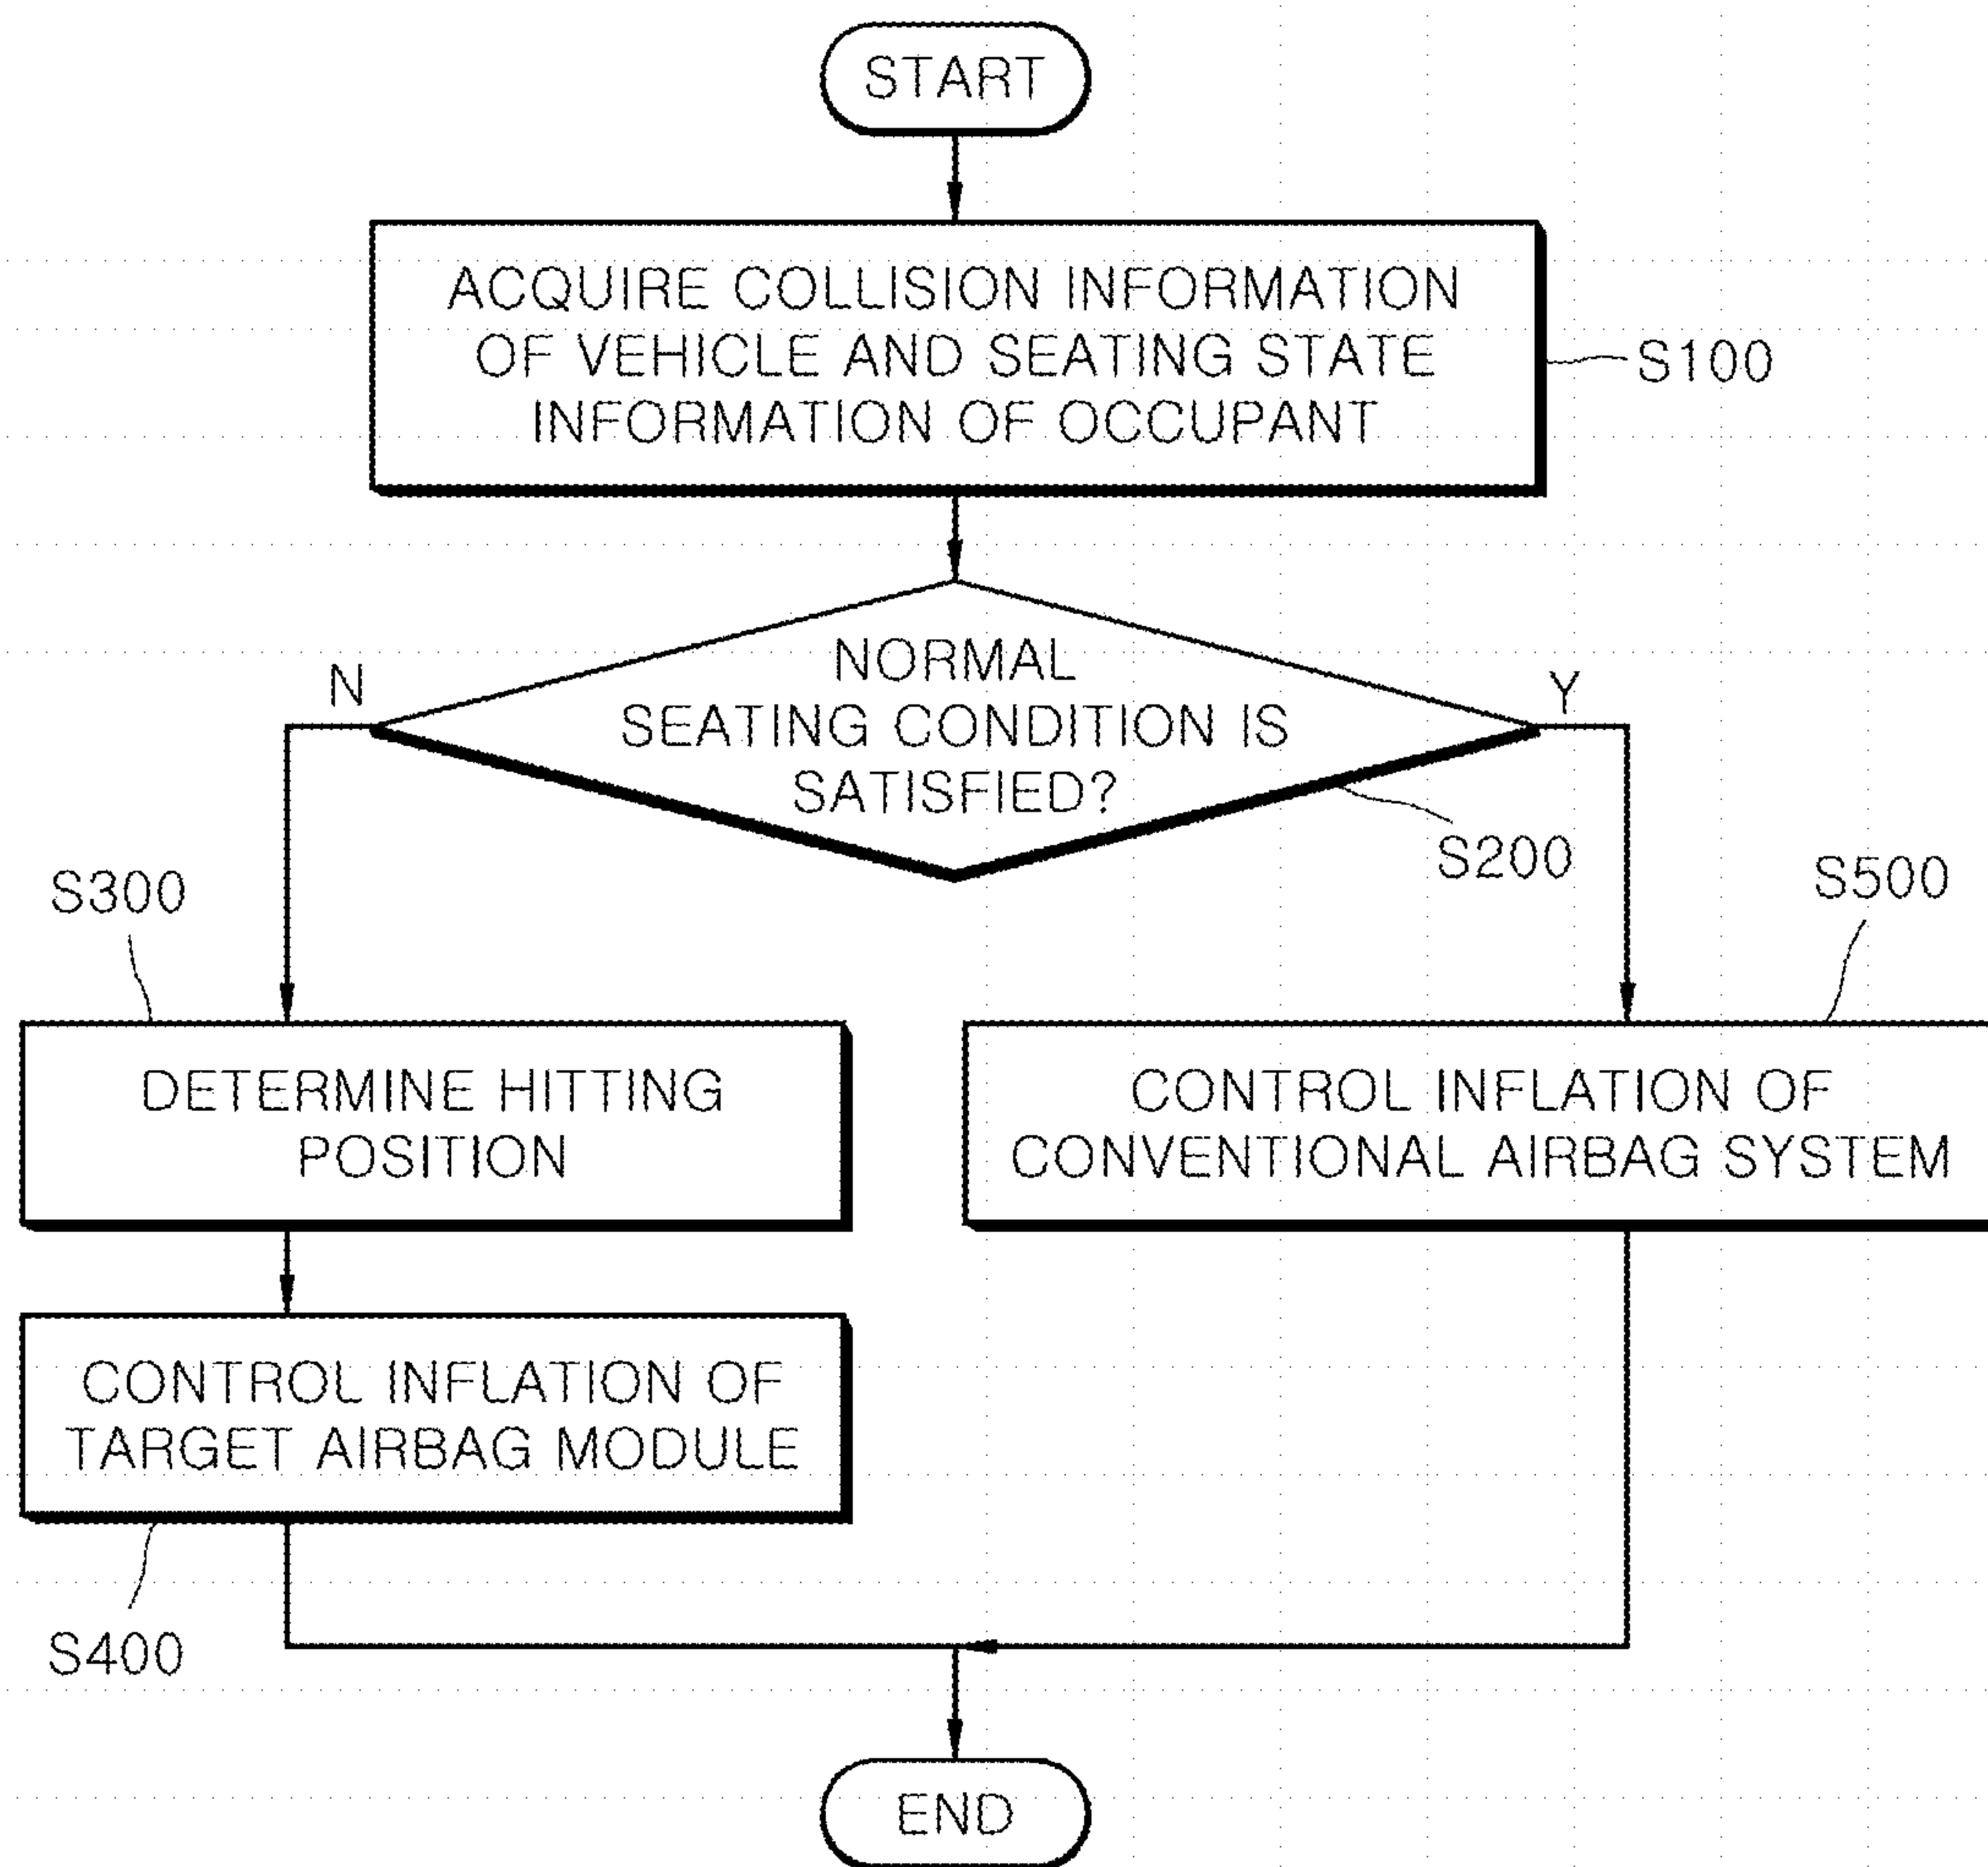 START
ACQUIRE COLLISION INFORMATION
OF VEHICLE AND SEATING STATE
INFORMATION OF OCCUPANT
S100
NORMAL
SEATING CONDITION IS
SATISFIED?
N
Y
S200
S300
S500
DETERMINE HITTING
POSITION
CONTROL INFLATION OF
CONVENTIONAL AIRBAG SYSTEM
CONTROL INFLATION OF
TARGET AIRBAG MODULE
S400
END